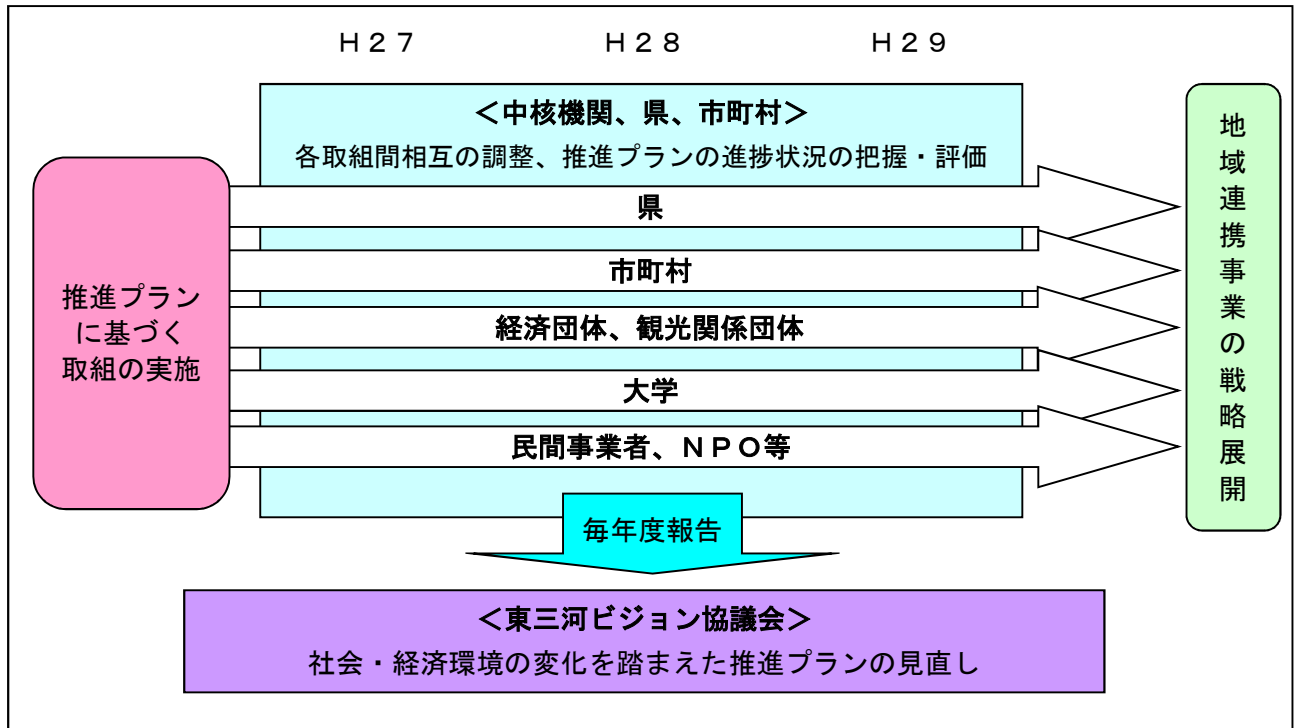 H27 H28 H29
＜中核機関、県、市町村＞
各取組間相互の調整、推進プランの進捗状況の把握・評価
推進プラン
に基づく
取組の実施
県
市町村
経済団体、観光関係団体
大学
民間事業者、ＮＰＯ等
地域連携事業の戦略展開
毎年度報告
＜東三河ビジョン協議会＞
社会・経済環境の変化を踏まえた推進プランの見直し